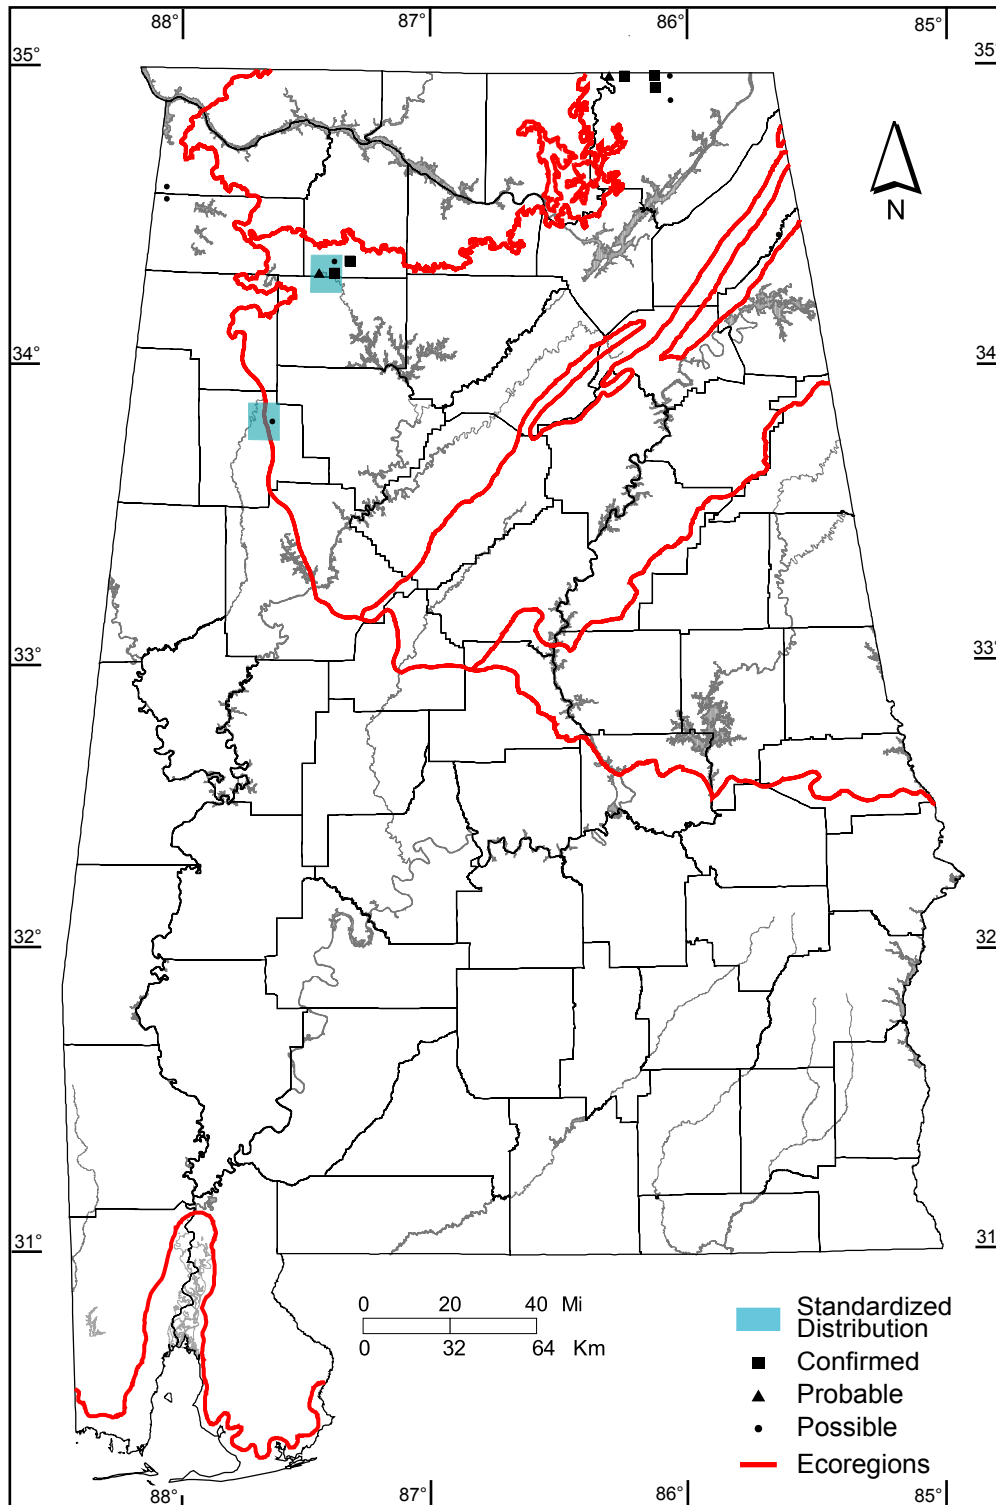 88° 87° 86° 85°
35° 35°
N
34° 34
33° 33
32° 32
31° 31
0 20 40 Mi
0 32 64 Km
Standardized
Distribution
Confirmed
Probable
Possible
Ecoregions
88° 87° 86° 85°